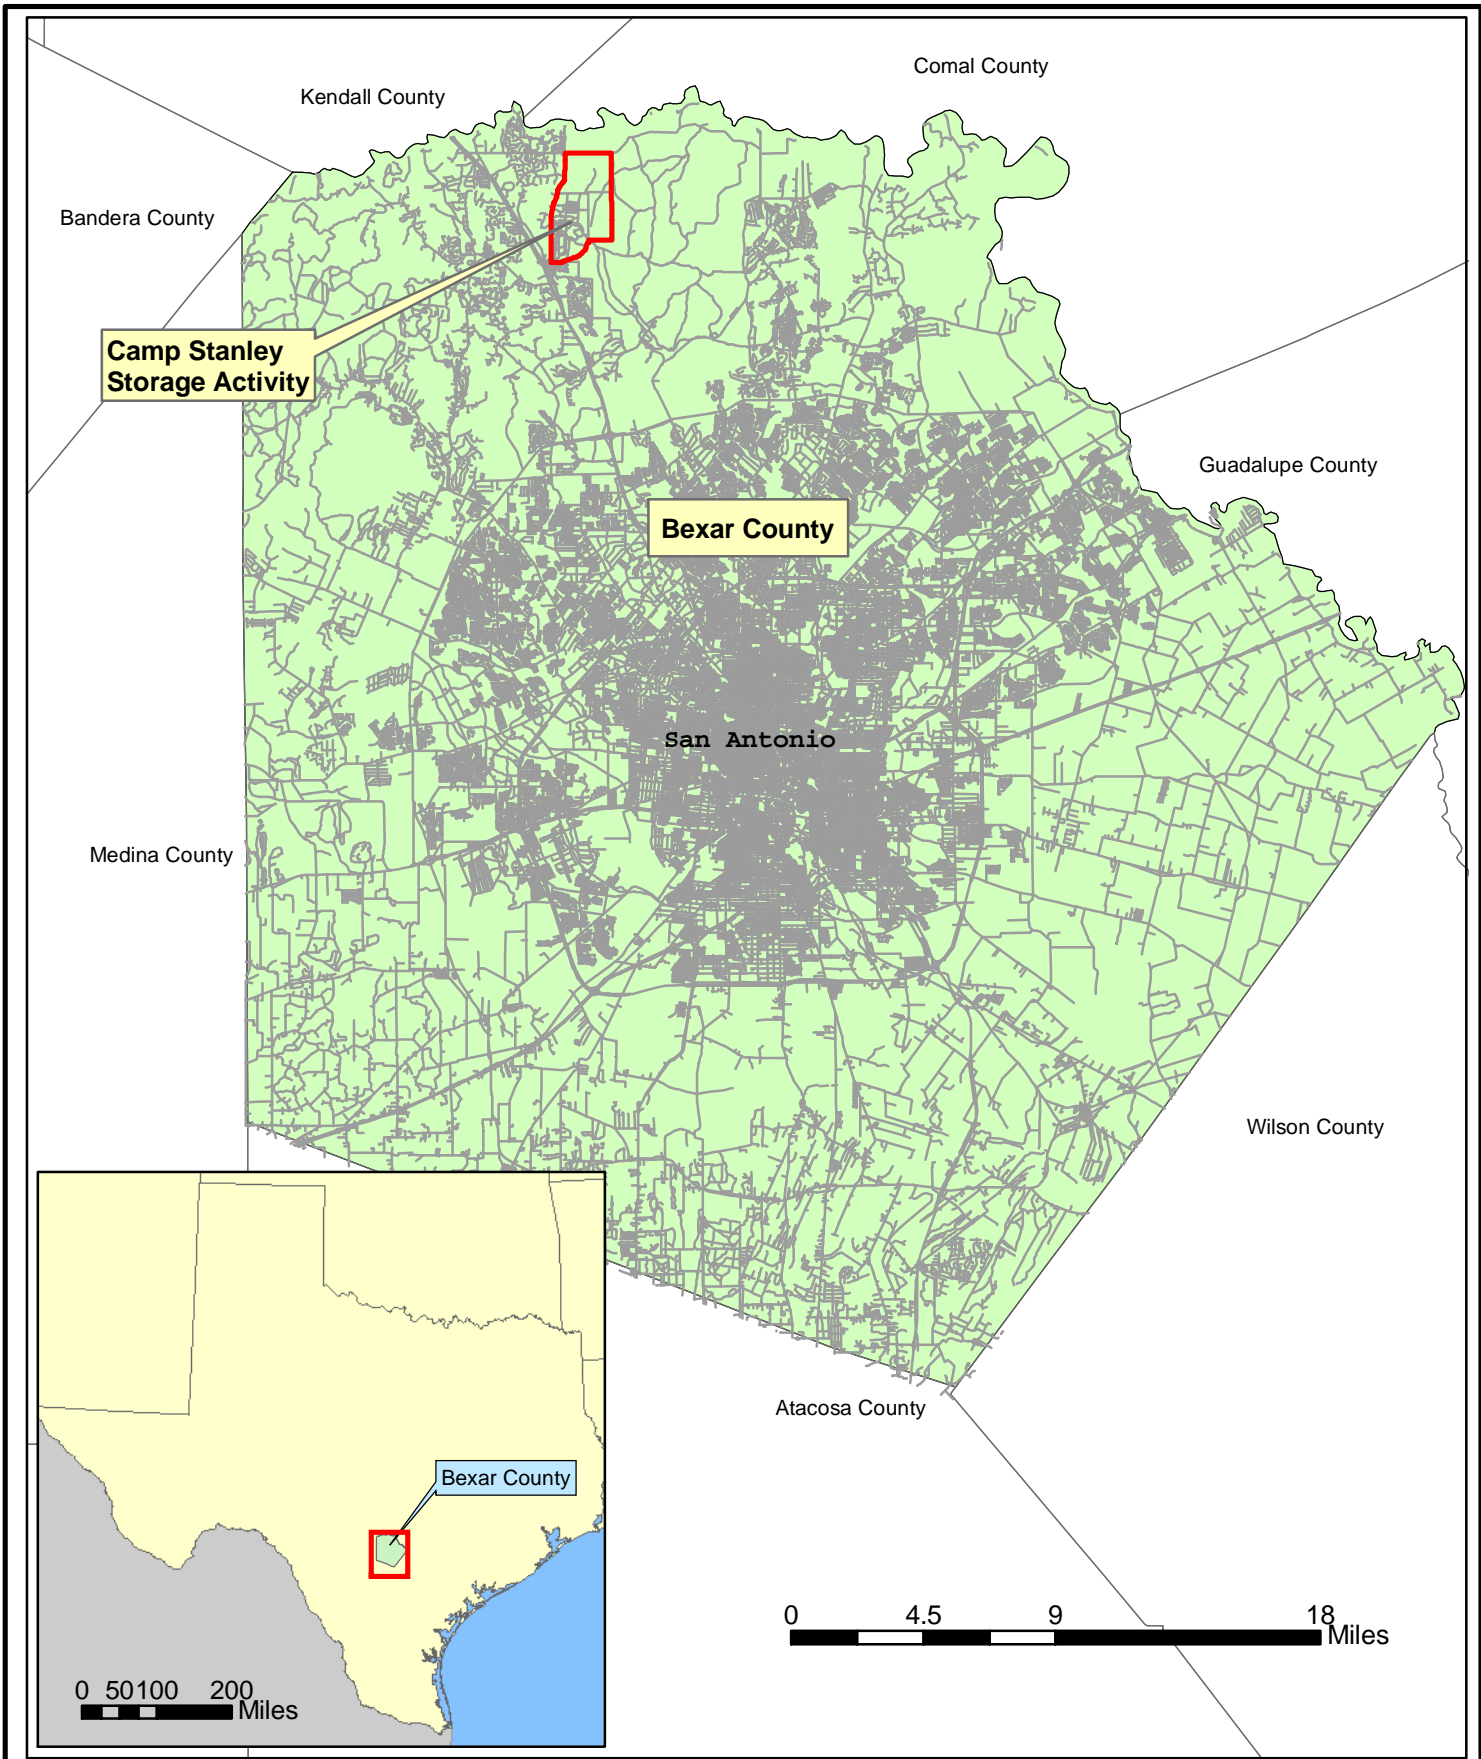 Comal County
Kendall County
Bandera County
Camp Stanley
Storage Activity
Guadalupe County
Bexar County
San Antonio
Medina County
Wilson County
Atacosa County
Bexar County
0 4.5 9 18
Miles
0 50 100 200
Miles